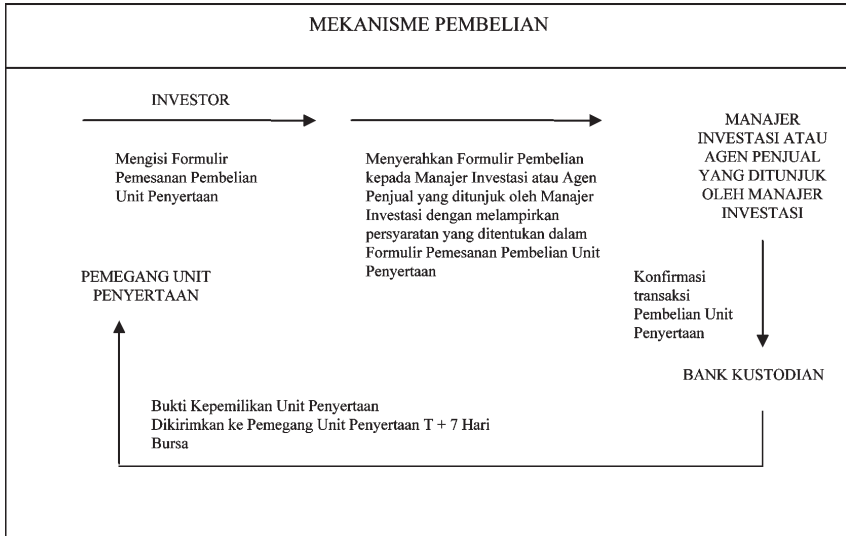 MEKANISME PEMBELIAN
INVESTOR
Mengisi Formulir
Pemesanan Pembelian
Unit Penyertaan
Menyerahkan Formulir Pembelian
kepada Manajer Investasi atau Agen
Penjual yang ditunjuk oleh Manajer
Investasi dengan melampirkan
persyaratan yang ditentukan dalam
Formulir Pemesanan Pembelian Unit
Penyertaan
MANAJER
INVESTASI ATAU
AGEN PENJUAL
YANG DITUNJUK
OLEH MANAJER
INVESTASI
Konfirmasi
transaksi
Pembelian Unit
Penyertaan
BANK KUSTODIAN
Bukti Kepemilikan Unit Penyertaan
Dikirimkan ke Pemegang Unit Penyertaan T + 7 Hari
Bursa
PEMEGANG UNIT
PENYERTAAN